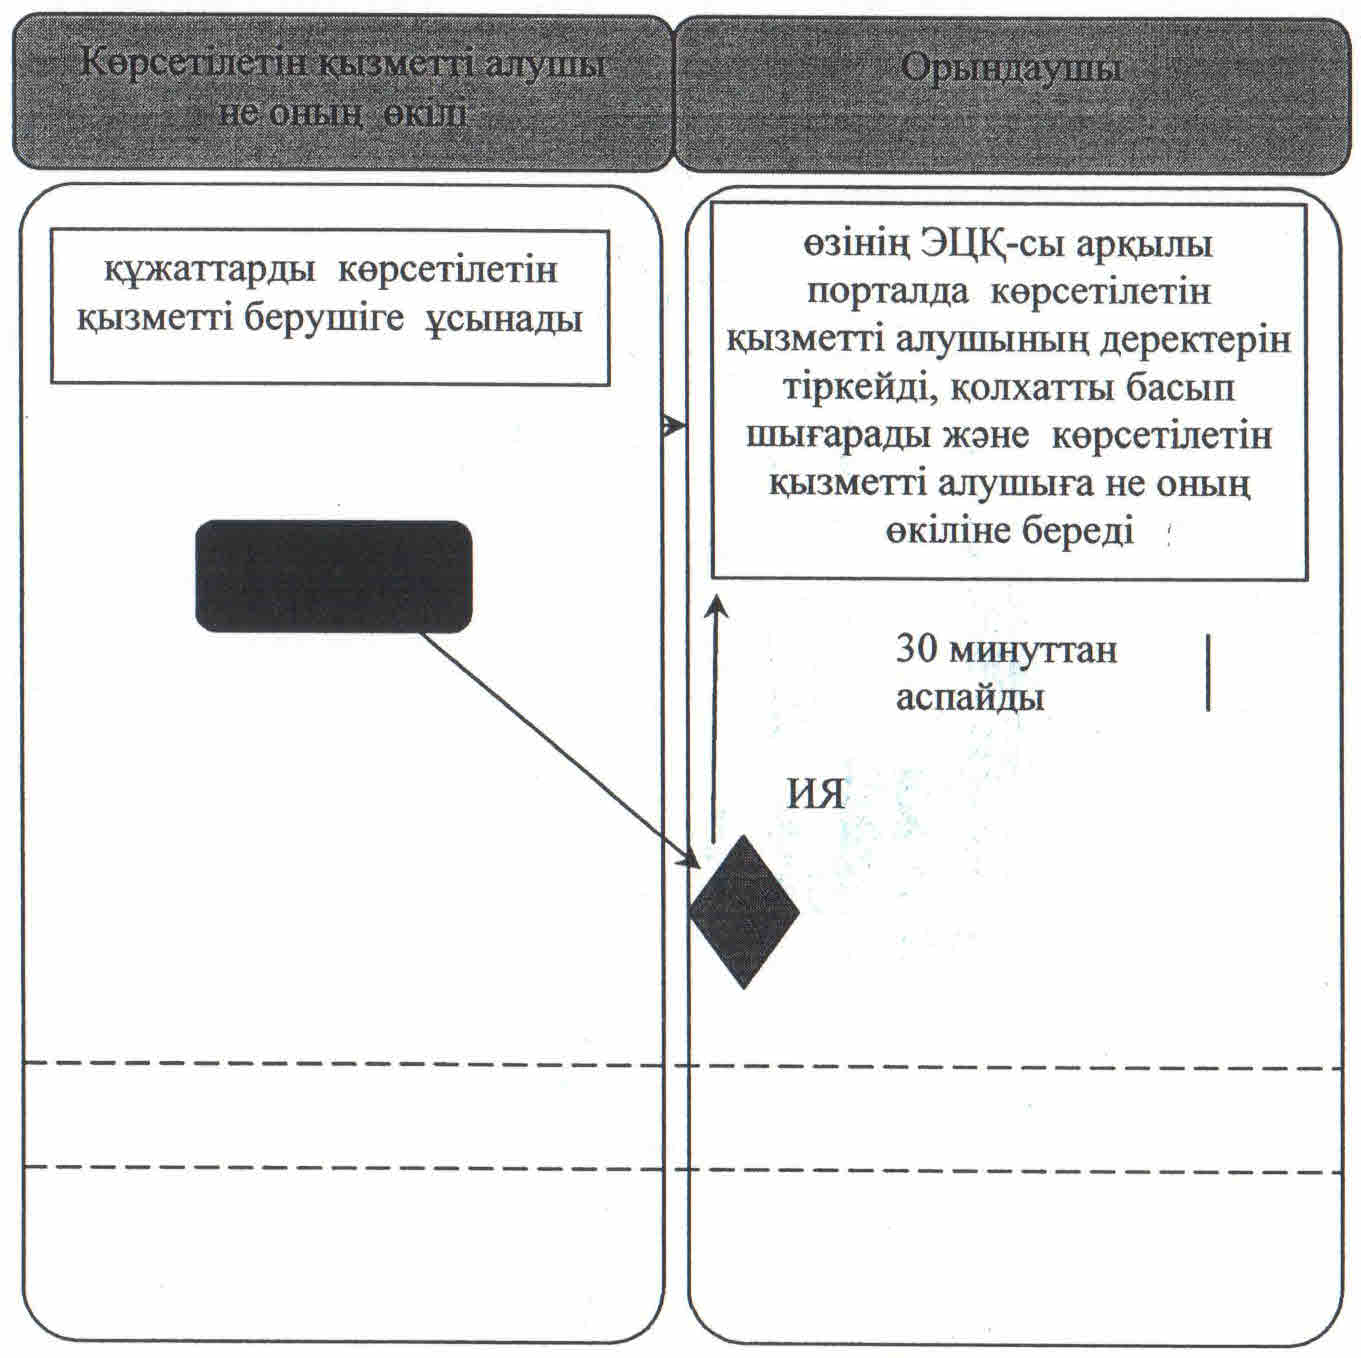 Көрсетілетін қызметті алушы
не оның өкілі
Орындаушы
құжаттарды көрсетілетін
қызметті берушіге ұсынады
өзінің ЭЦҚ-сы арқылы
порталда көрсетілетін
қызметті алушының деректерін
тіркейді, қолхатты басып
шығарады және көрсетілетін
қызметті алушыға не оның
өкіліне береді
30 минуттан
аспайды
ИЯ